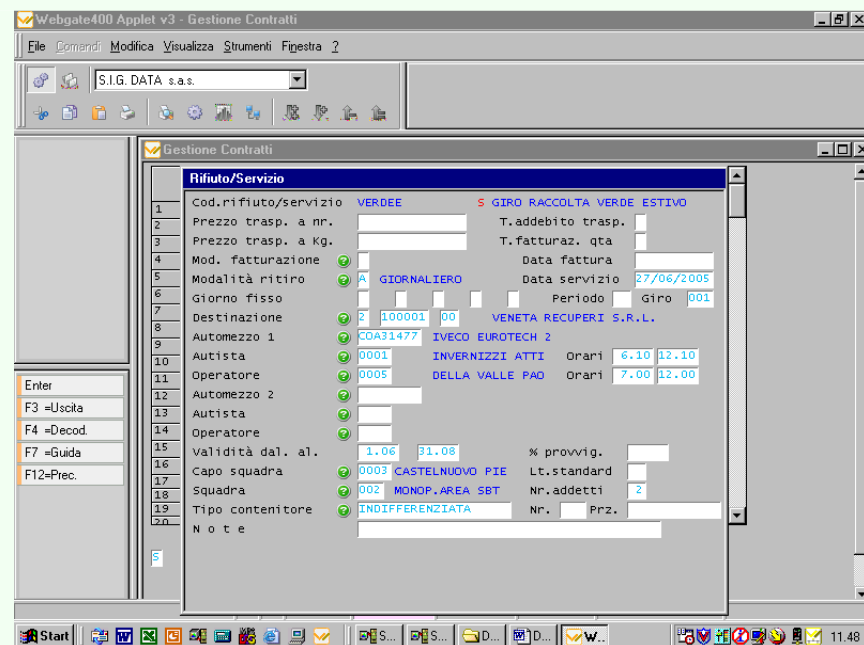 Webgate400 Applet v3 - Gestione Contratti
File Comandi Modifica Visualizza Strumenti Finestra ?
S.I.G. DATA s.a.s.
Gestione Contratti
Rifiuto/Servizio
Cod.rifiuto/servizio VERDEE S GIRO RACCOLTA VERDE ESTIVO
1
Prezzo trasp. a nr. T.addebito trasp.
2
Prezzo trasp. a Kg. T.fatturaz. qta
3
Mod. fatturazione Data fattura
4
Modalità ritiro A GIORNALIERO Data servizio 27/06/2005
5
Giorno fisso Periodo Giro 001
6
Destinazione 2 100001 00 VENETA RECUPERI S.R.L.
7
Automezzo 1 COA31477 IVECO EUROTECH 2
9
Autista 0001 INVERNIZZI ATTI Orari 6.10 12.10
10
Operatore 0005 DELLA VALLE PAO Orari 7.00 12.00
11
Automezzo 2
12
Autista
13
Operatore
14
Validità dal. al. 1.06 31.08 % provvig.
15
Capo squadra 0003 CASTELNUOVO PIE Lt.standard
16
17
Squadra 002 MONOP.AREA SBT Nr.addetti 2
18
Tipo contenitore INDIFFERENZIATA Nr. Prz.
19
20
N o t e
S
Enter
F3 =Uscita
F4 =Decod.
F7 =Guida
F12=Prec.
Start S... S... D... D... W.. 11.48